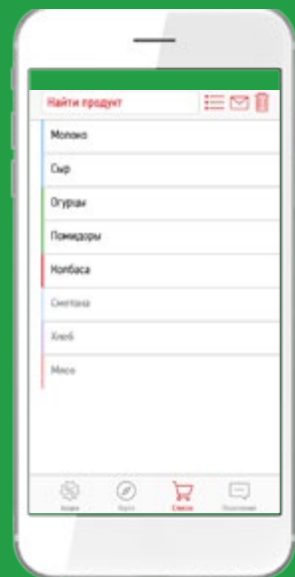 Найти продукт
Молоко
Сыр
Огурцы
Помидоры
Колбаса
Сметана
Хлеб
Мясо
Список